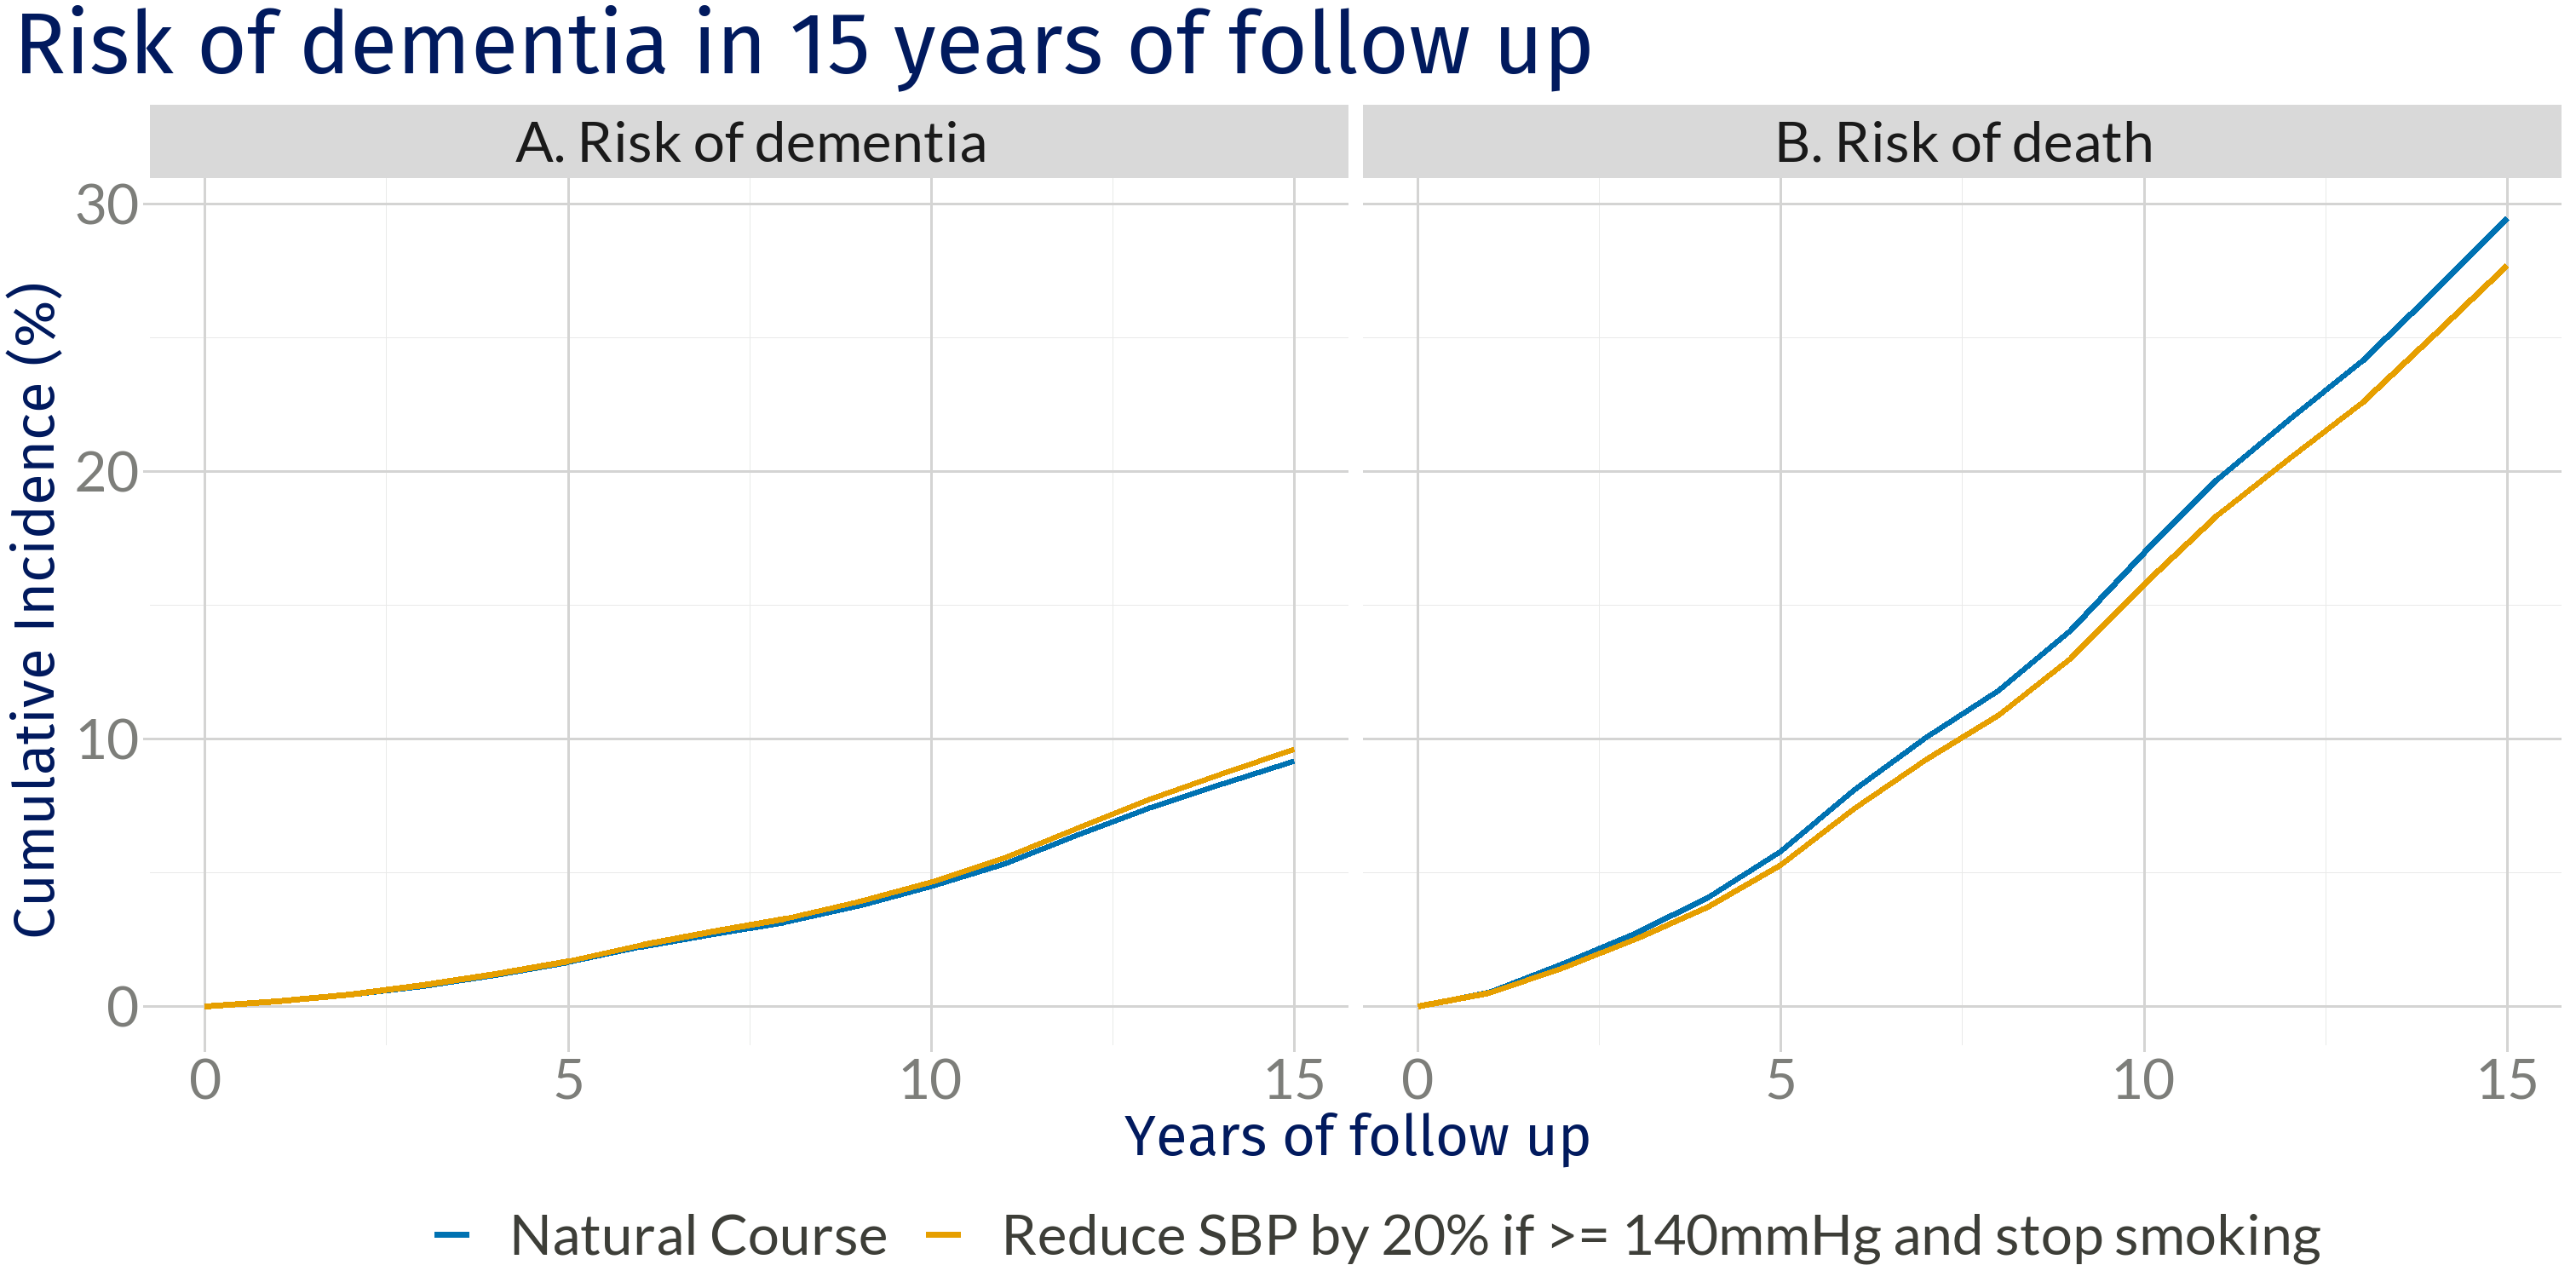 Risk of dementia in 15 years of follow up
A. Risk of dementia
B. Risk of death
Cumulative Incidence (%)
30
20
10
0
0 5 10 15
0 5 10 15
Years of follow up
Natural Course Reduce SBP by 20% if >= 140mmHg and stop smoking